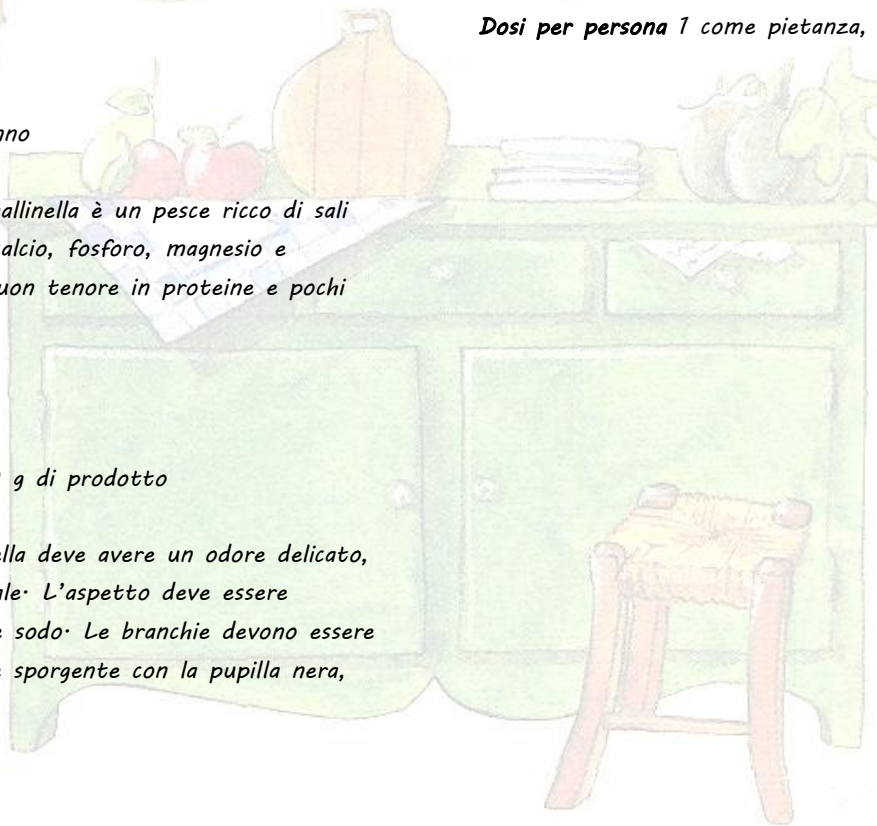 Dosi per persona 1 come pietanza,
allinella è un pesce ricco di sali
alcio, fosforo, magnesio e
uon tenore in proteine e pochi
g di prodotto
ella deve avere un odore delicato,
ale· L’aspetto deve essere
e sodo· Le branchie devono essere
e sporgente con la pupilla nera,